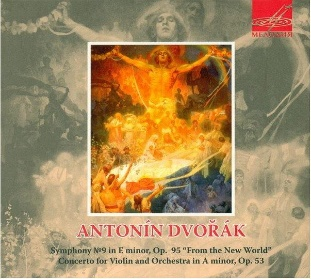 МЕЛОДИЯ
ANTONÍN DVOŘÁK
Symphony №9 in E minor, Op. 95 "From the New World"
Concerto for Violin and Orchestra in A minor, Op. 53